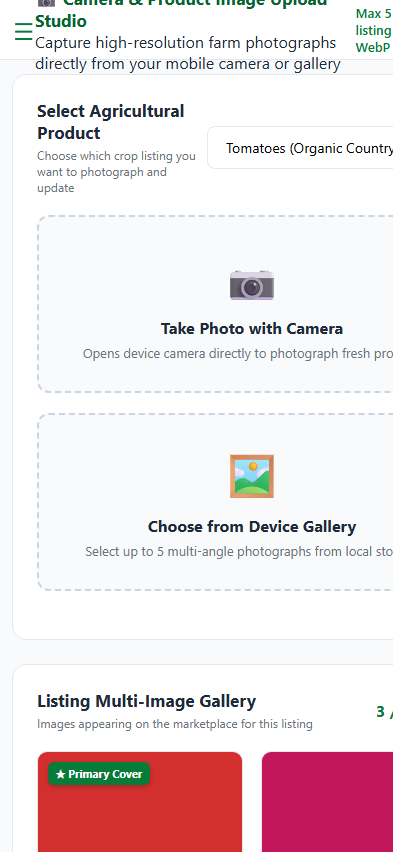 Camera & Product Image Upload
Studio
Capture high-resolution farm photographs
directly from your mobile camera or gallery
Max 5
listing
WebP
Select Agricultural
Product
Choose which crop listing you
want to photograph and
update
Tomatoes (Organic Country
Take Photo with Camera
Opens device camera directly to photograph fresh pro
Choose from Device Gallery
Select up to 5 multi-angle photographs from local sto
Listing Multi-Image Gallery
Images appearing on the marketplace for this listing
3 /
★ Primary Cover